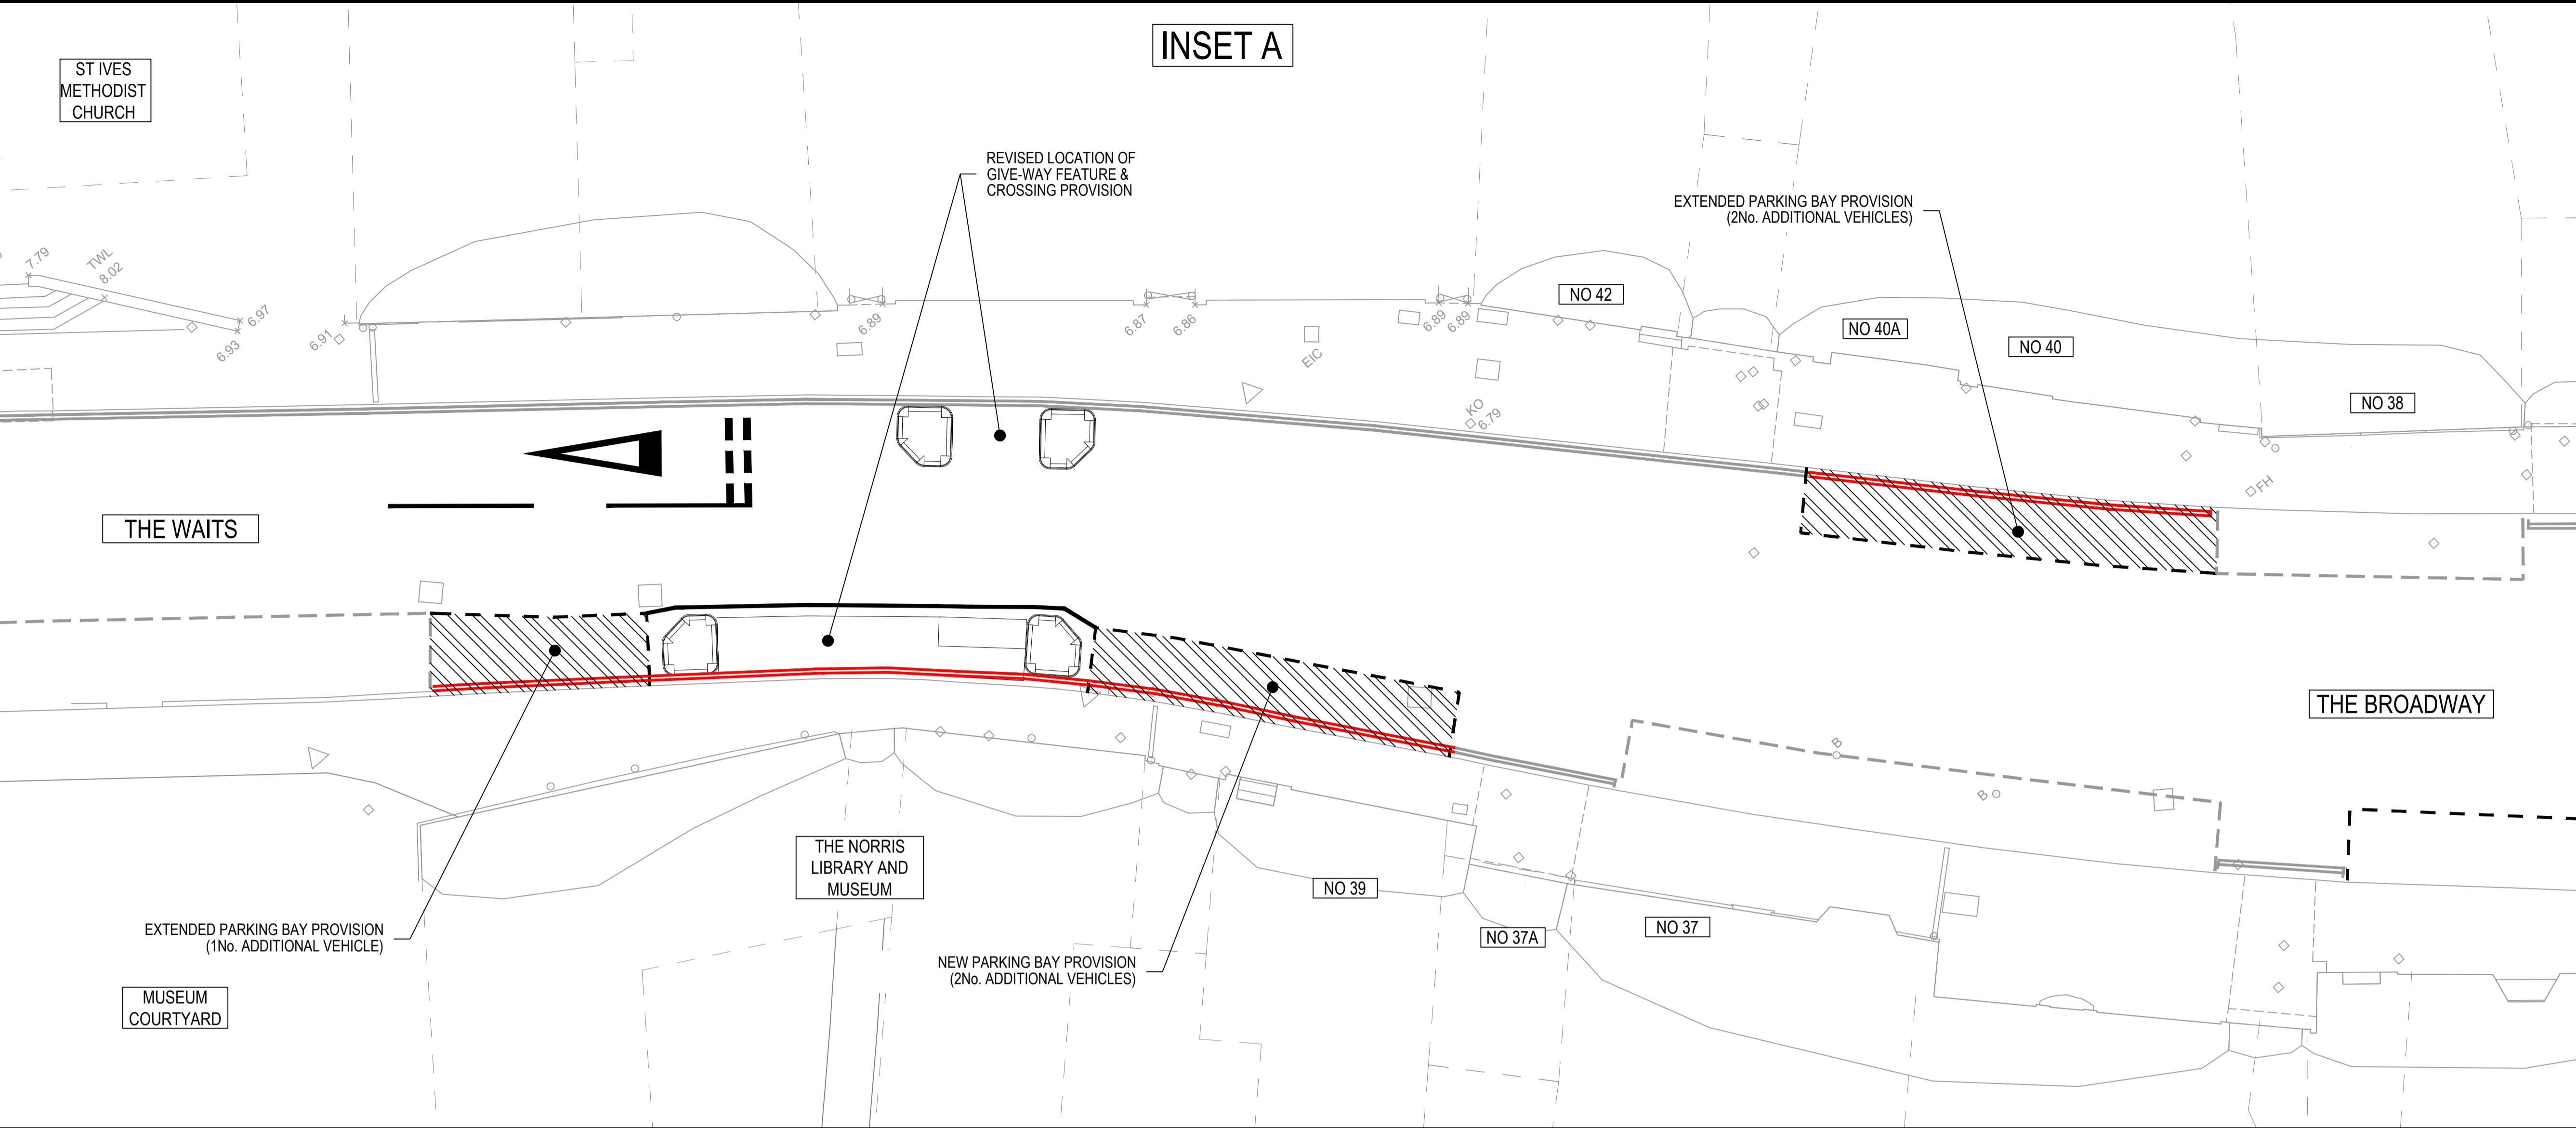 INSET A
ST IVES
METHODIST
CHURCH
REVISED LOCATION OF
GIVE-WAY FEATURE &
CROSSING PROVISION
EXTENDED PARKING BAY PROVISION
(2No. ADDITIONAL VEHICLES)
7.79
TWL
8.02
6.97
6.93
6.91
6.89
6.87
6.86
EIC
6.89
6.89
NO 42
NO 40A
NO 40
NO 38
KO
6.79
FH
THE WAITS
THE BROADWAY
B
B
THE NORRIS
LIBRARY AND
MUSEUM
NO 39
NO 37A
NO 37
EXTENDED PARKING BAY PROVISION
(1No. ADDITIONAL VEHICLE)
NEW PARKING BAY PROVISION
(2No. ADDITIONAL VEHICLES)
MUSEUM
COURTYARD